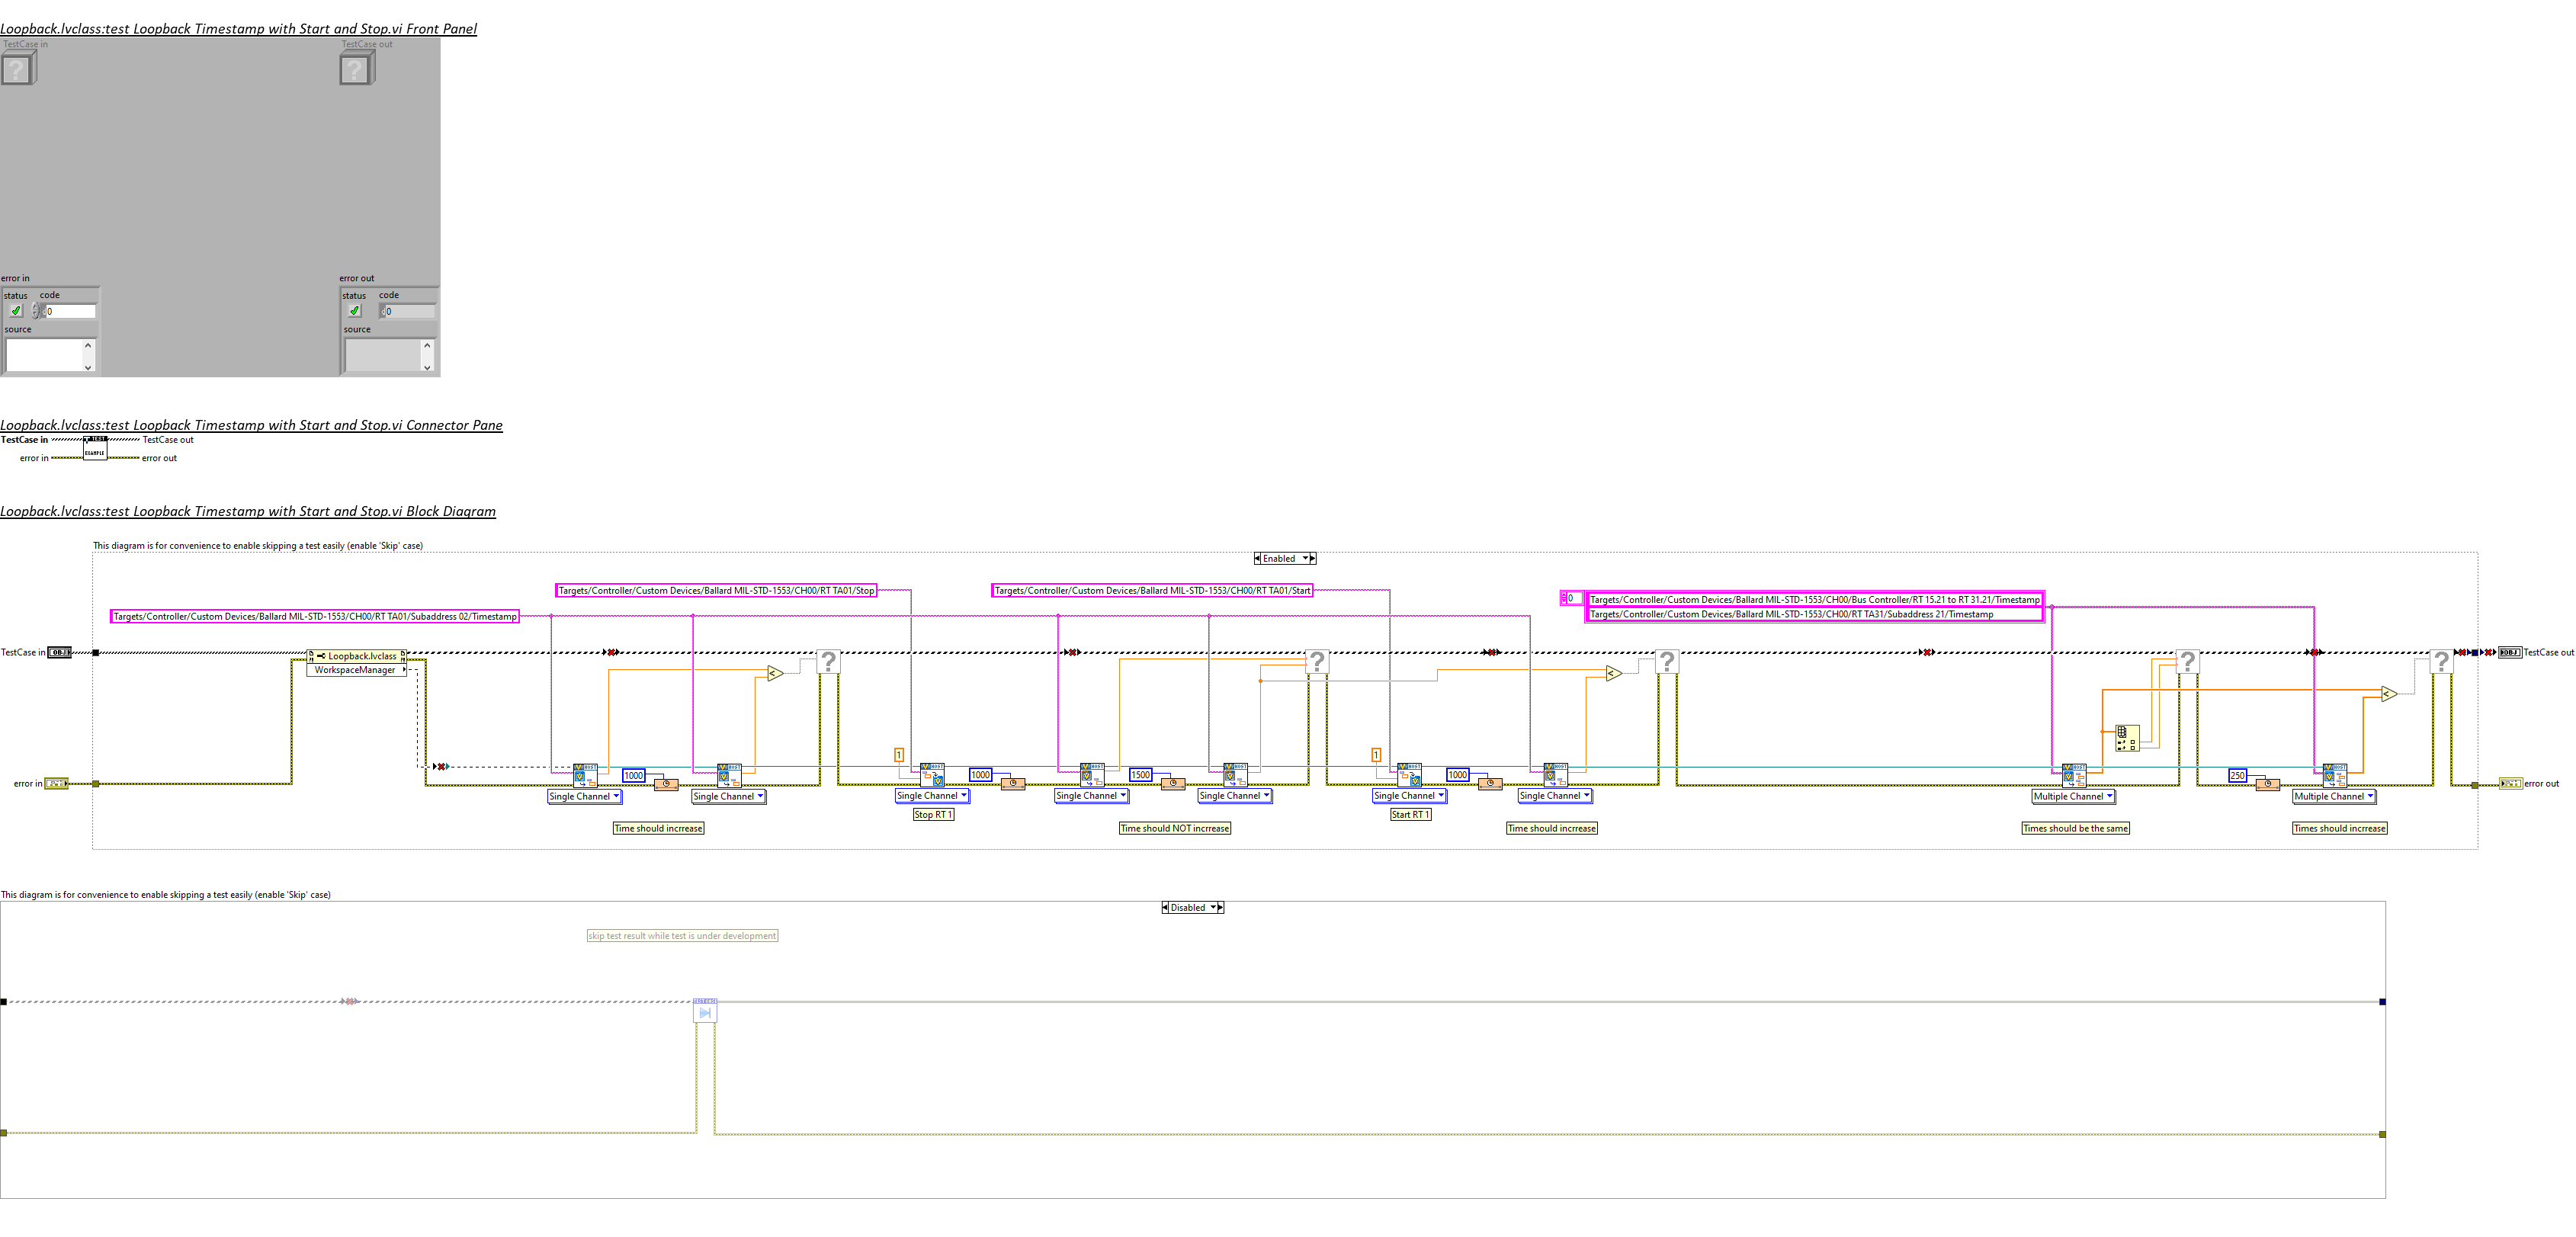 Loopback.lvclass:test Loopback Timestamp with Start and Stop.vi Front Panel
TestCase in
TestCase out
error in
error out
status code
status code
0
0
source
source
Loopback.lvclass:test Loopback Timestamp with Start and Stop.vi Connector Pane
TestCase in
TestCase out
TEST
EXAMPLE
error in
error out
Loopback.lvclass:test Loopback Timestamp with Start and Stop.vi Block Diagram
This diagram is for convenience to enable skipping a test easily (enable 'Skip' case)
Enabled
Targets/Controller/Custom Devices/Ballard MIL-STD-1553/CH00/RT TA01/Stop
Targets/Controller/Custom Devices/Ballard MIL-STD-1553/CH00/RT TA01/Start
0
Targets/Controller/Custom Devices/Ballard MIL-STD-1553/CH00/Bus Controller/RT 15.21 to RT 31.21/Timestamp
Targets/Controller/Custom Devices/Ballard MIL-STD-1553/CH00/RT TA31/Subaddress 21/Timestamp
Targets/Controller/Custom Devices/Ballard MIL-STD-1553/CH00/RT TA01/Subaddress 02/Timestamp
TestCase in
OBJ
Loopback.lvclass
WorkspaceManager
OBJ
TestCase out
error in
1
1
1000
1000
1500
1000
250
error out
Single Channel
Single Channel
Single Channel
Single Channel
Single Channel
Single Channel
Single Channel
Multiple Channel
Multiple Channel
Stop RT 1
Start RT 1
Time should incrrease
Time should NOT incrrease
Time should incrrease
Times should be the same
Times should incrrease
This diagram is for convenience to enable skipping a test easily (enable 'Skip' case)
Disabled
skip test result while test is under development